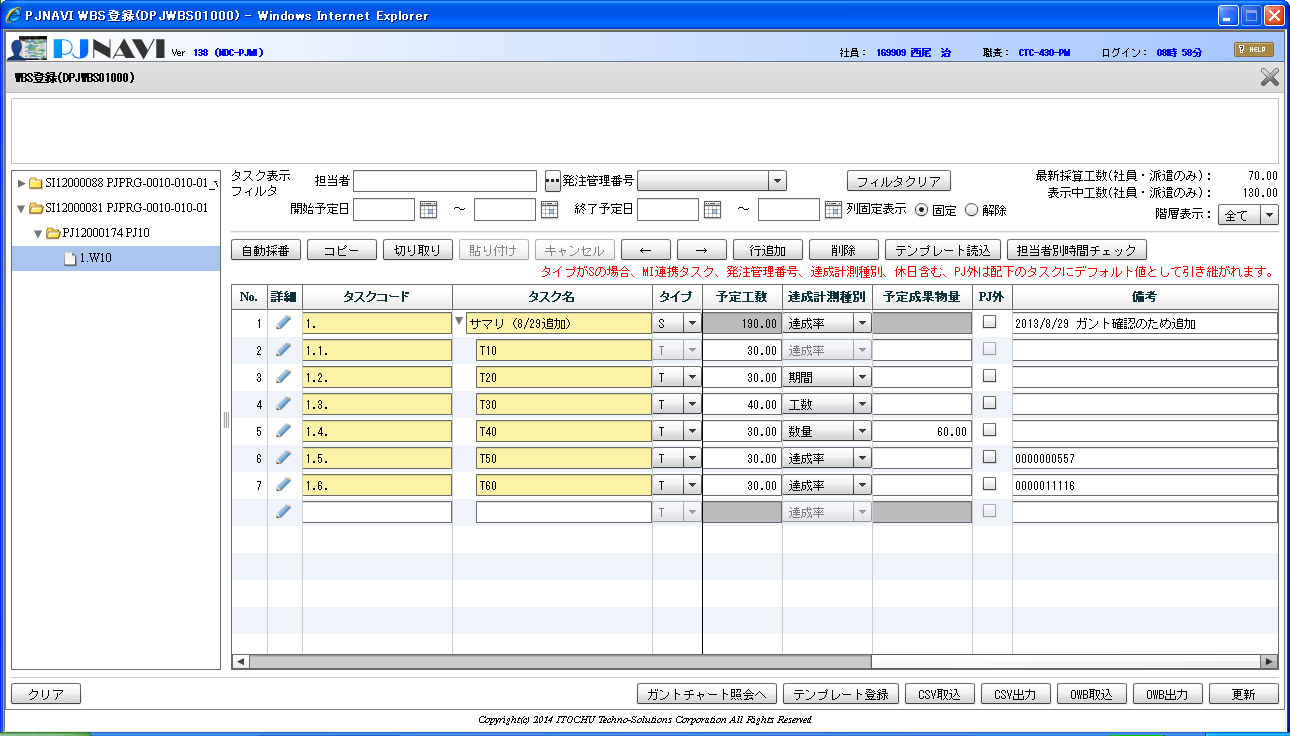 PJNAVI WBS登録(DPJWBS01000) - Windows Internet Explorer
PJNAVI Ver 138 (NDC-PJWI) 社員： 169909 西尾 治 職責： CTC-430-PM ログイン： 08時 58分 ? HELP
WBS登録(DPJWBS01000)
SI12000088 PJPRG-0010-010-01_
SI12000081 PJPRG-0010-010-01
PJ12000174 PJ10
1.W10
タスク表示
フィルタ
担当者 ... 発注管理番号 フィルタクリア
開始予定日 ～ 終了予定日 ～ 列固定表示 固定 解除
最新採算工数(社員・派遣のみ)： 70.00
表示中工数(社員・派遣のみ)： 130.00
階層表示： 全て
自動採番 コピー 切り取り 貼り付け キャンセル ← → 行追加 削除 テンプレート読込 担当者別時間チェック
タイプがSの場合、MI連携タスク、発注管理番号、達成計測種別、休日含む、PJ外は配下のタスクにデフォルト値として引き継がれます。
No. 詳細 タスクコード タスク名 タイプ 予定工数 達成計測種別 予定成果物量 PJ外 備考
1 1. サマリ（8/29追加） S 190.00 達成率 2013/8/29 ガント確認のため追加
2 1.1. T10 T 30.00 達成率
3 1.2. T20 T 30.00 期間
4 1.3. T30 T 40.00 工数
5 1.4. T40 T 30.00 数量 60.00
6 1.5. T50 T 30.00 達成率 0000000557
7 1.6. T60 T 30.00 達成率 0000011116
T 達成率
クリア ガントチャート照会へ テンプレート登録 CSV取込 CSV出力 OWB取込 OWB出力 更新
Copyright(c) 2014 ITOCHU Techno-Solutions Corporation All Rights Reserved